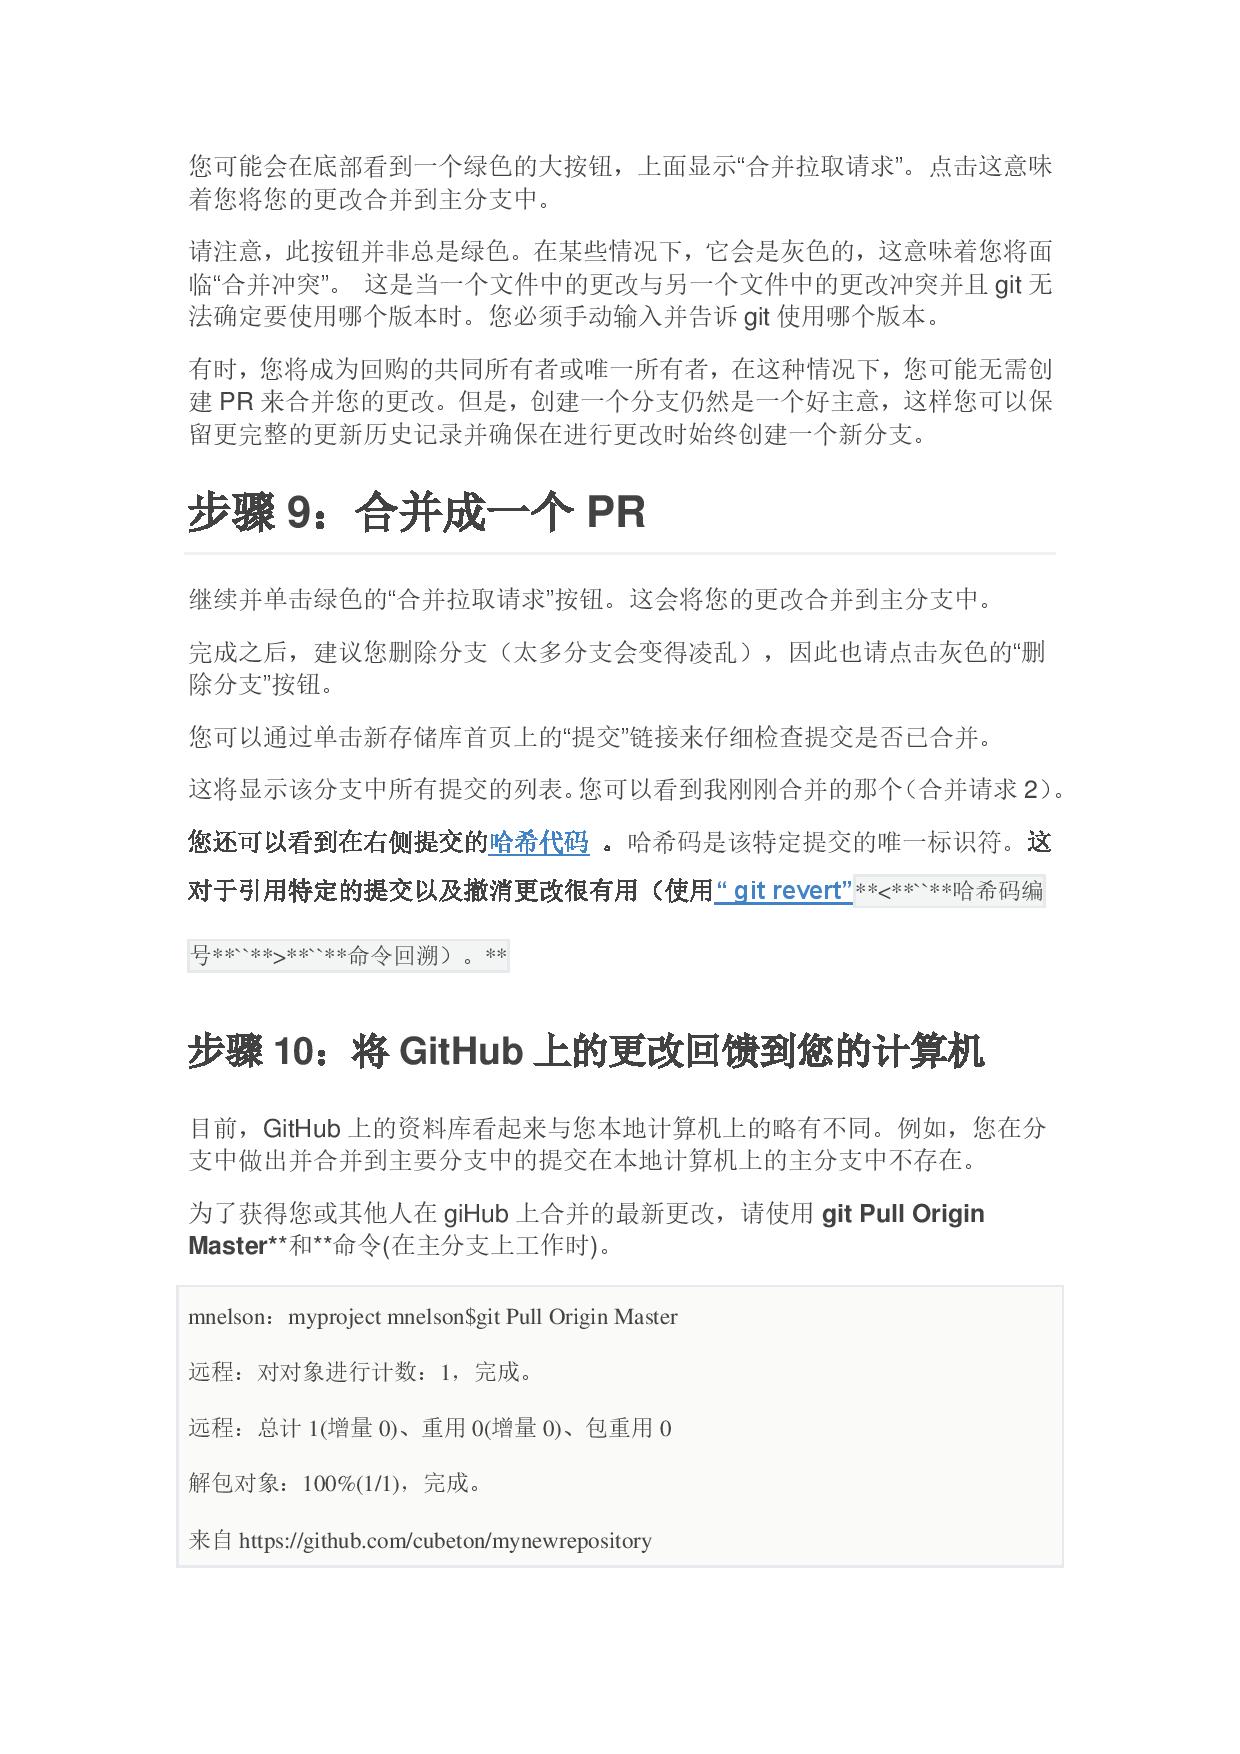 您可能会在底部看到一个绿色的大按钮，上面显示“合并拉取请求”。点击这意味
着您将您的更改合并到主分支中。
请注意，此按钮并非总是绿色。在某些情况下，它会是灰色的，这意味着您将面
临“合并冲突”。 这是当一个文件中的更改与另一个文件中的更改冲突并且 git 无
法确定要使用哪个版本时。您必须手动输入并告诉 git 使用哪个版本。
有时，您将成为回购的共同所有者或唯一所有者，在这种情况下，您可能无需创
建 PR 来合并您的更改。但是，创建一个分支仍然是一个好主意，这样您可以保
留更完整的更新历史记录并确保在进行更改时始终创建一个新分支。
步骤 9：合并成一个 PR
继续并单击绿色的“合并拉取请求”按钮。这会将您的更改合并到主分支中。
完成之后，建议您删除分支（太多分支会变得凌乱），因此也请点击灰色的“删
除分支”按钮。
您可以通过单击新存储库首页上的“提交”链接来仔细检查提交是否已合并。
这将显示该分支中所有提交的列表。您可以看到我刚刚合并的那个（合并请求 2）。
您还可以看到在右侧提交的哈希代码 。哈希码是该特定提交的唯一标识符。这
对于引用特定的提交以及撤消更改很有用（使用“ git revert”**<**``**哈希码编
号**``**>**``**命令回溯）。**
步骤 10：将 GitHub 上的更改回馈到您的计算机
目前，GitHub 上的资料库看起来与您本地计算机上的略有不同。例如，您在分
支中做出并合并到主要分支中的提交在本地计算机上的主分支中不存在。
为了获得您或其他人在 giHub 上合并的最新更改，请使用 git Pull Origin
Master**和**命令(在主分支上工作时)。
mnelson：myproject mnelson$git Pull Origin Master
远程：对对象进行计数：1，完成。
远程：总计 1(增量 0)、重用 0(增量 0)、包重用 0
解包对象：100%(1/1)，完成。
来自 https://github.com/cubeton/mynewrepository